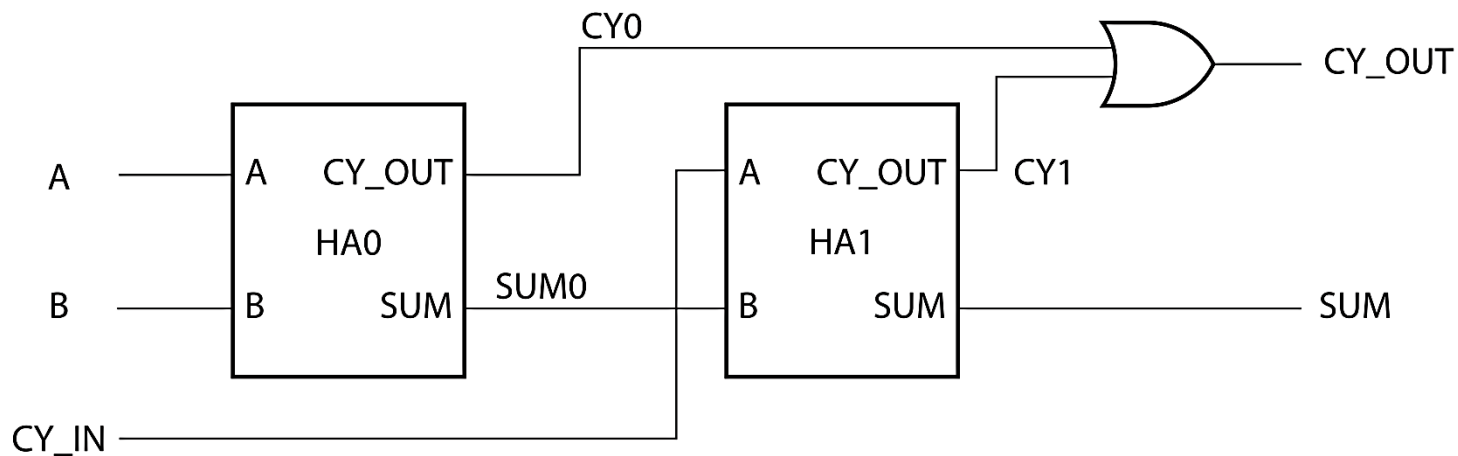 CY0
CY_OUT
A
A
CY_OUT
A
CY_OUT
CY1
HA0
HA1
B
B
SUM
SUM0
B
SUM
SUM
CY_IN